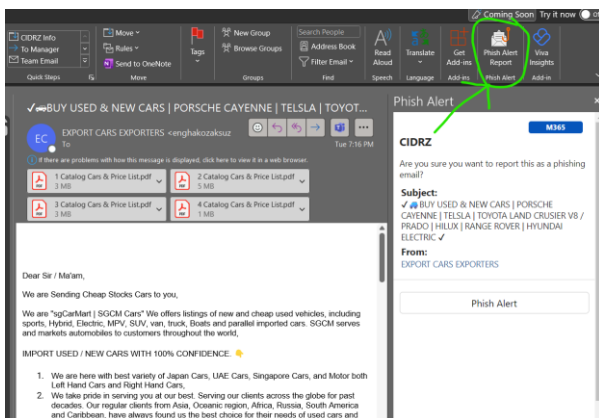 Coming Soon Try it now
CIDRZ Info
To Manager
Team Email
Quick Steps
Move
Rules
Send to OneNote
Move
Tags
New Group
Browse Groups
Groups
Search People
Address Book
Filter Email
Find
Read Aloud
Speech
Translate
Language
Get Add-ins
Add-ins
Phish Alert Report
Phish Alert
Viva Insights
Add-in
✓🚗BUY USED & NEW CARS | PORSCHE CAYENNE | TELSLA | TOYOT...
EC
EXPORT CARS EXPORTERS <enghakozaksuz
To
Tue 7:16 PM
If there are problems with how this message is displayed, click here to view it in a web browser.
1 Catalog Cars & Price List.pdf
3 MB
2 Catalog Cars & Price List.pdf
5 MB
3 Catalog Cars & Price List.pdf
3 MB
4 Catalog Cars & Price List.pdf
1 MB
Dear Sir / Ma'am,
We are Sending Cheap Stocks Cars to you,
We are "sgCarMart | SGCM Cars" We offers listings of new and cheap used vehicles, including
sports, Hybrid, Electric, MPV, SUV, van, truck, Boats and parallel imported cars. SGCM serves
and markets automobiles to customers throughout the world,
IMPORT USED / NEW CARS WITH 100% CONFIDENCE. 👇
1. We are here with best variety of Japan Cars, UAE Cars, Singapore Cars, and Motor both
Left Hand Cars and Right Hand Cars,
2. We take pride in serving you at our best. Serving our clients across the globe for past
decades. Our regular clients from Asia, Oceanic region, Africa, Russia, South America
and Caribbean, have always found us the best choice for their needs of used cars and
Phish Alert
M365
CIDRZ
Are you sure you want to report this as a phishing
email?
Subject:
✓🚗BUY USED & NEW CARS | PORSCHE
CAYENNE | TELSLA | TOYOTA LAND CRUSIER V8 /
PRADO | HILUX | RANGE ROVER | HYUNDAI
ELECTRIC ✓
From:
EXPORT CARS EXPORTERS
Phish Alert